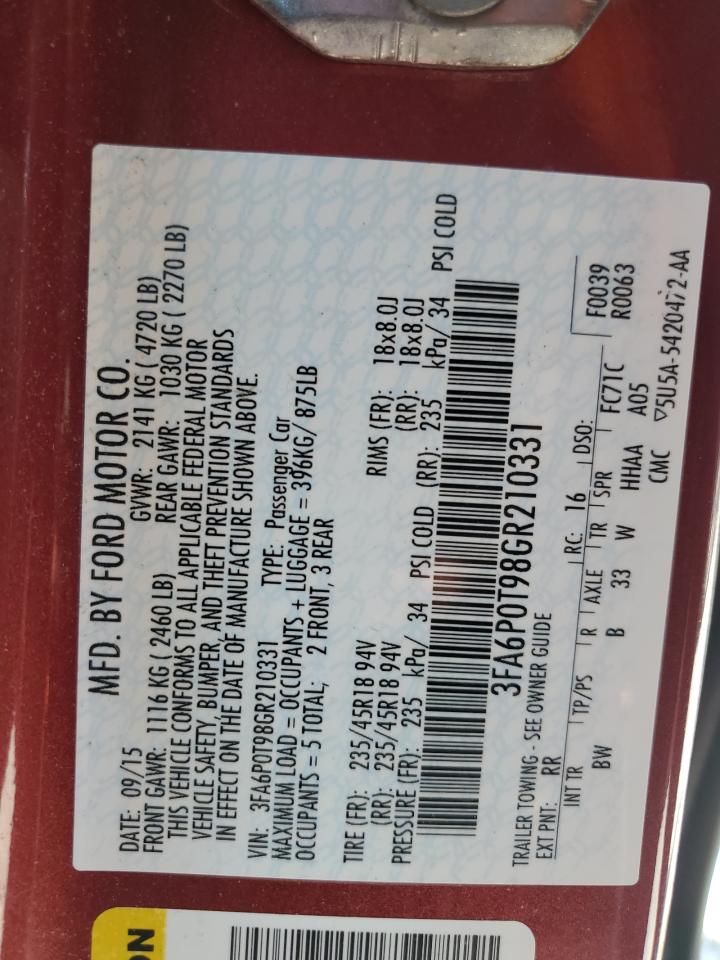 MFD. BY FORD MOTOR CO.
DATE: 09/15 GVWR: 2141 KG ( 4720 LB)
FRONT GAWR: 1116 KG ( 2460 LB) REAR GAWR: 1030 KG ( 2270 LB)
THIS VEHICLE CONFORMS TO ALL APPLICABLE FEDERAL MOTOR
VEHICLE SAFETY, BUMPER, AND THEFT PREVENTION STANDARDS
IN EFFECT ON THE DATE OF MANUFACTURE SHOWN ABOVE.
VIN: 3FA6P0T98GR210331 TYPE: Passenger Car
MAXIMUM LOAD = OCCUPANTS + LUGGAGE = 396KG/ 875LB
OCCUPANTS = 5 TOTAL; 2 FRONT, 3 REAR
TIRE (FR): 235/45R18 94V RIMS (FR): 18x8.0J
(RR): 235/45R18 94V (RR): 18x8.0J
PRESSURE (FR): 235 kPa/ 34 PSI COLD (RR): 235 kPa/ 34 PSI COLD
3FA6P0T98GR210331
TRAILER TOWING - SEE OWNER GUIDE
EXT PNT: RR RC: 16 DSO: F0039
R0063
INT TR TP/PS R AXLE TR SPR FC71C
BW B 33 W HHAA A05
CMC ▽5U5A-5420472-AA
ON